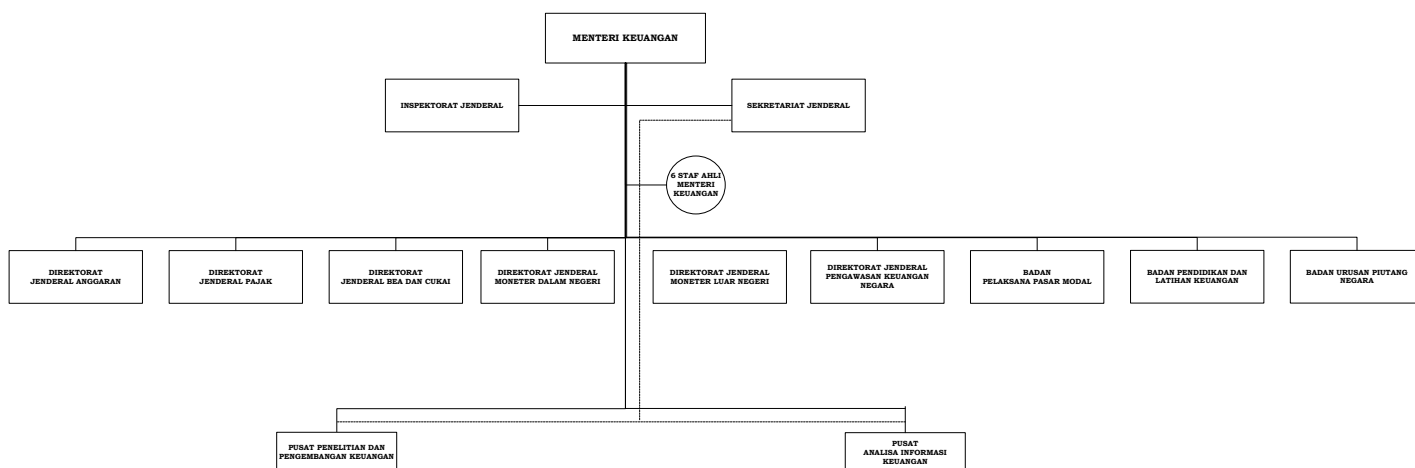 MENTERI KEUANGAN
INSPEKTORAT JENDERAL
SEKRETARIAT JENDERAL
6 STAF AHLI
MENTERI
KEUANGAN
DIREKTORAT
JENDERAL ANGGARAN
DIREKTORAT
JENDERAL PAJAK
DIREKTORAT
JENDERAL BEA DAN CUKAI
DIREKTORAT JENDERAL
MONETER DALAM NEGERI
DIREKTORAT JENDERAL
MONETER LUAR NEGERI
DIREKTORAT JENDERAL
PENGAWASAN KEUANGAN
NEGARA
BADAN
PELAKSANA PASAR MODAL
BADAN PENDIDIKAN DAN
LATIHAN KEUANGAN
BADAN URUSAN PIUTANG
NEGARA
PUSAT PENELITIAN DAN
PENGEMBANGAN KEUANGAN
PUSAT
ANALISA INFORMASI
KEUANGAN